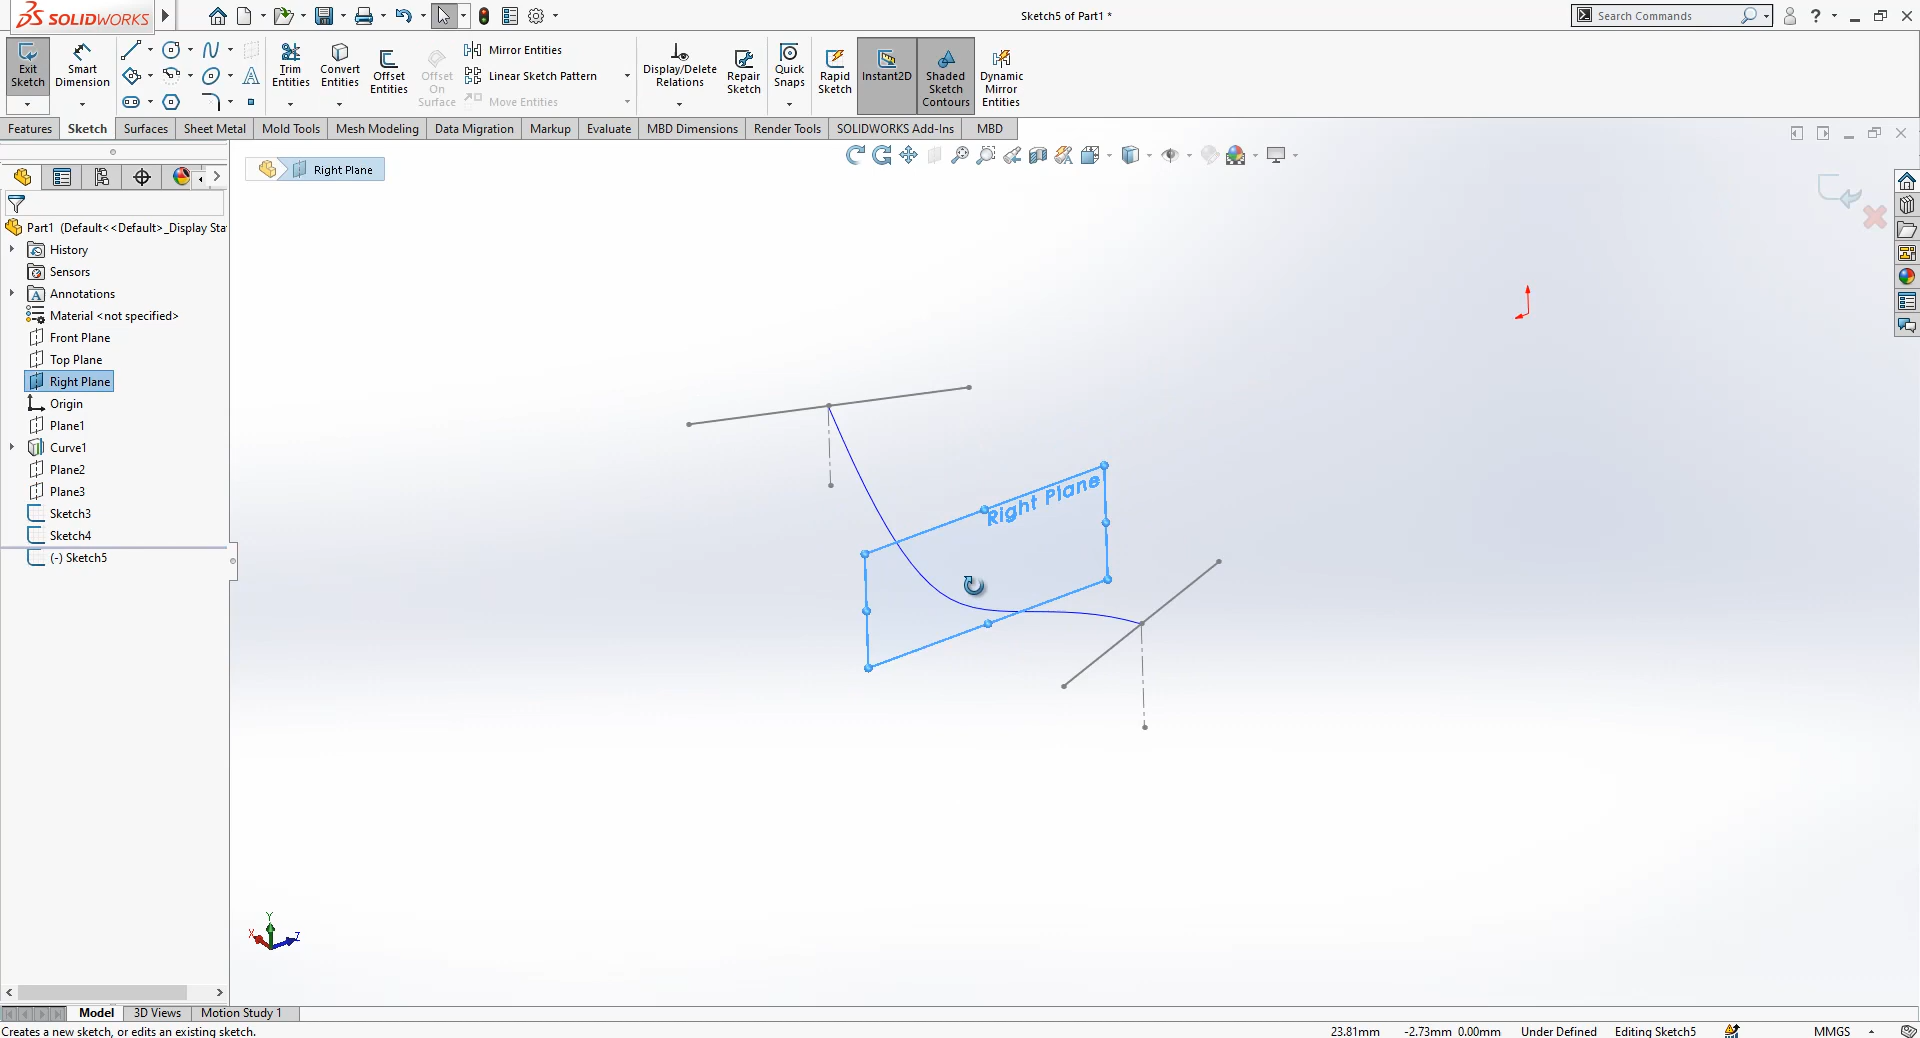 SOLIDWORKS
Sketch5 of Part1 *
Search Commands
?
Exit Sketch
Smart Dimension
Trim Entities
Convert Entities
Offset Entities
Offset On Surface
Mirror Entities
Linear Sketch Pattern
Move Entities
Display/Delete Relations
Repair Sketch
Quick Snaps
Rapid Sketch
Instant2D
Shaded Sketch Contours
Dynamic Mirror Entities
Features
Sketch
Surfaces
Sheet Metal
Mold Tools
Mesh Modeling
Data Migration
Markup
Evaluate
MBD Dimensions
Render Tools
SOLIDWORKS Add-Ins
MBD
Right Plane
Part1 (Default<<Default>_Display Sta
History
Sensors
Annotations
Material <not specified>
Front Plane
Top Plane
Right Plane
Origin
Plane1
Curve1
Plane2
Plane3
Sketch3
Sketch4
(-) Sketch5
Right Plane
Y
X
Z
Model
3D Views
Motion Study 1
Creates a new sketch, or edits an existing sketch.
23.81mm -2.73mm 0.00mm Under Defined Editing Sketch5 MMGS